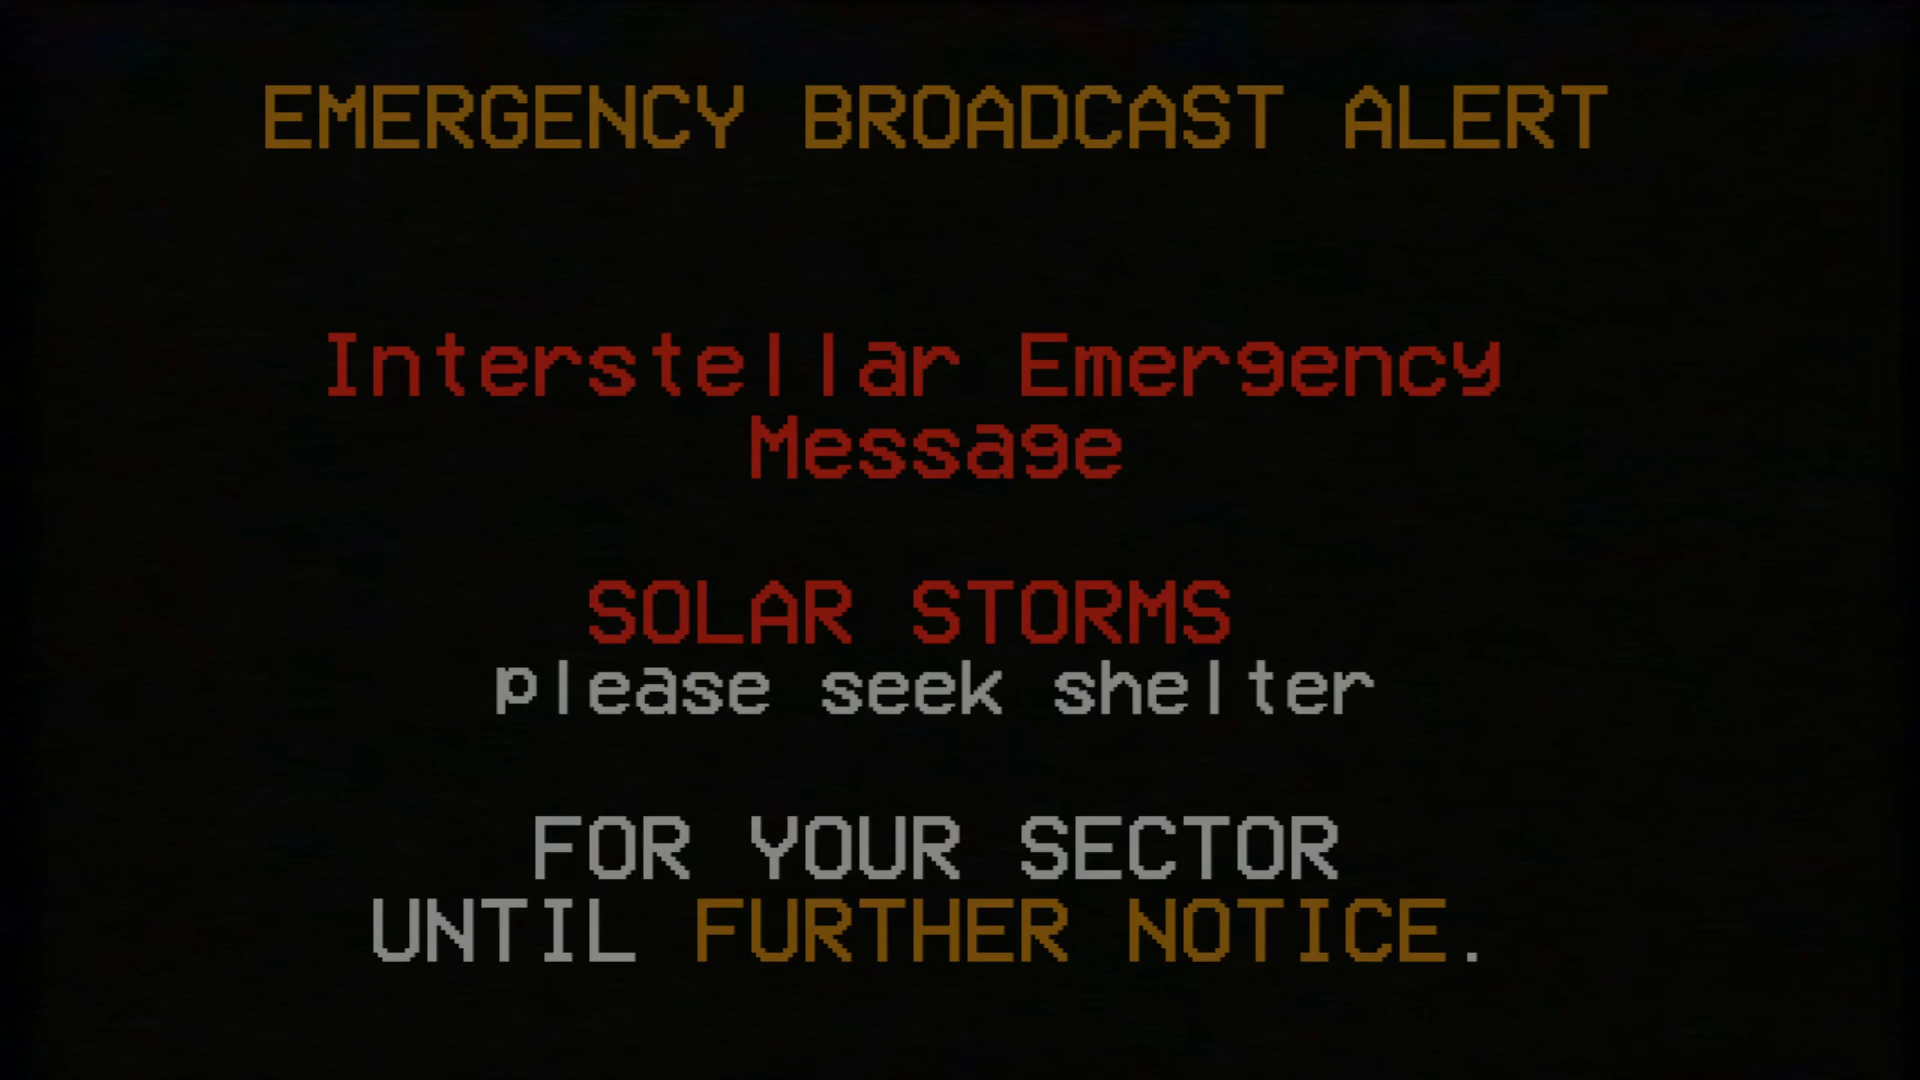 EMERGENCY BROADCAST ALERT
Interstellar Emergency
Message
SOLAR STORMS
please seek shelter
FOR YOUR SECTOR
UNTIL FURTHER NOTICE.